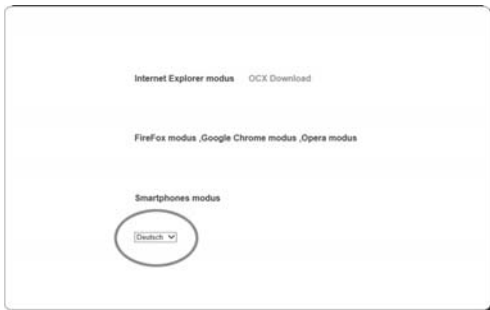 Internet Explorer modus OCX Download
FireFox modus ,Google Chrome modus ,Opera modus
Smartphones modus
Deutsch